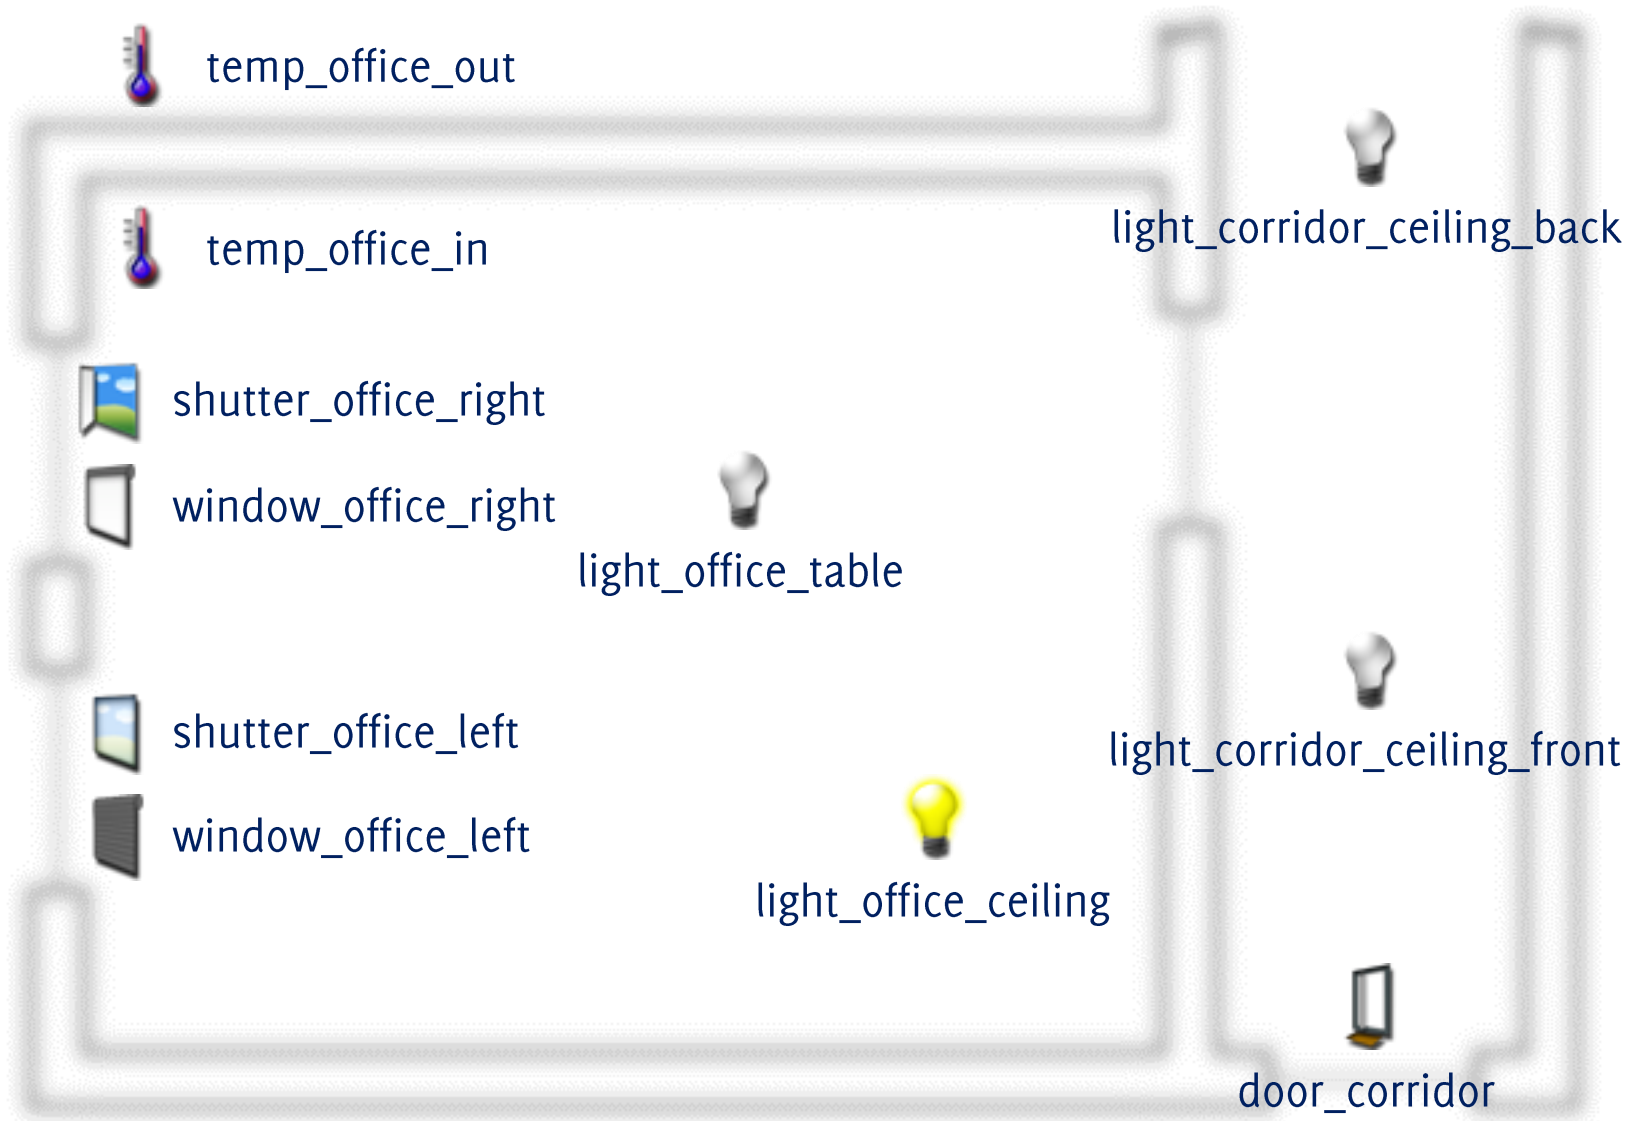 temp_office_out
light_corridor_ceiling_back
temp_office_in
shutter_office_right
window_office_right
light_office_table
shutter_office_left
light_corridor_ceiling_front
window_office_left
light_office_ceiling
door_corridor